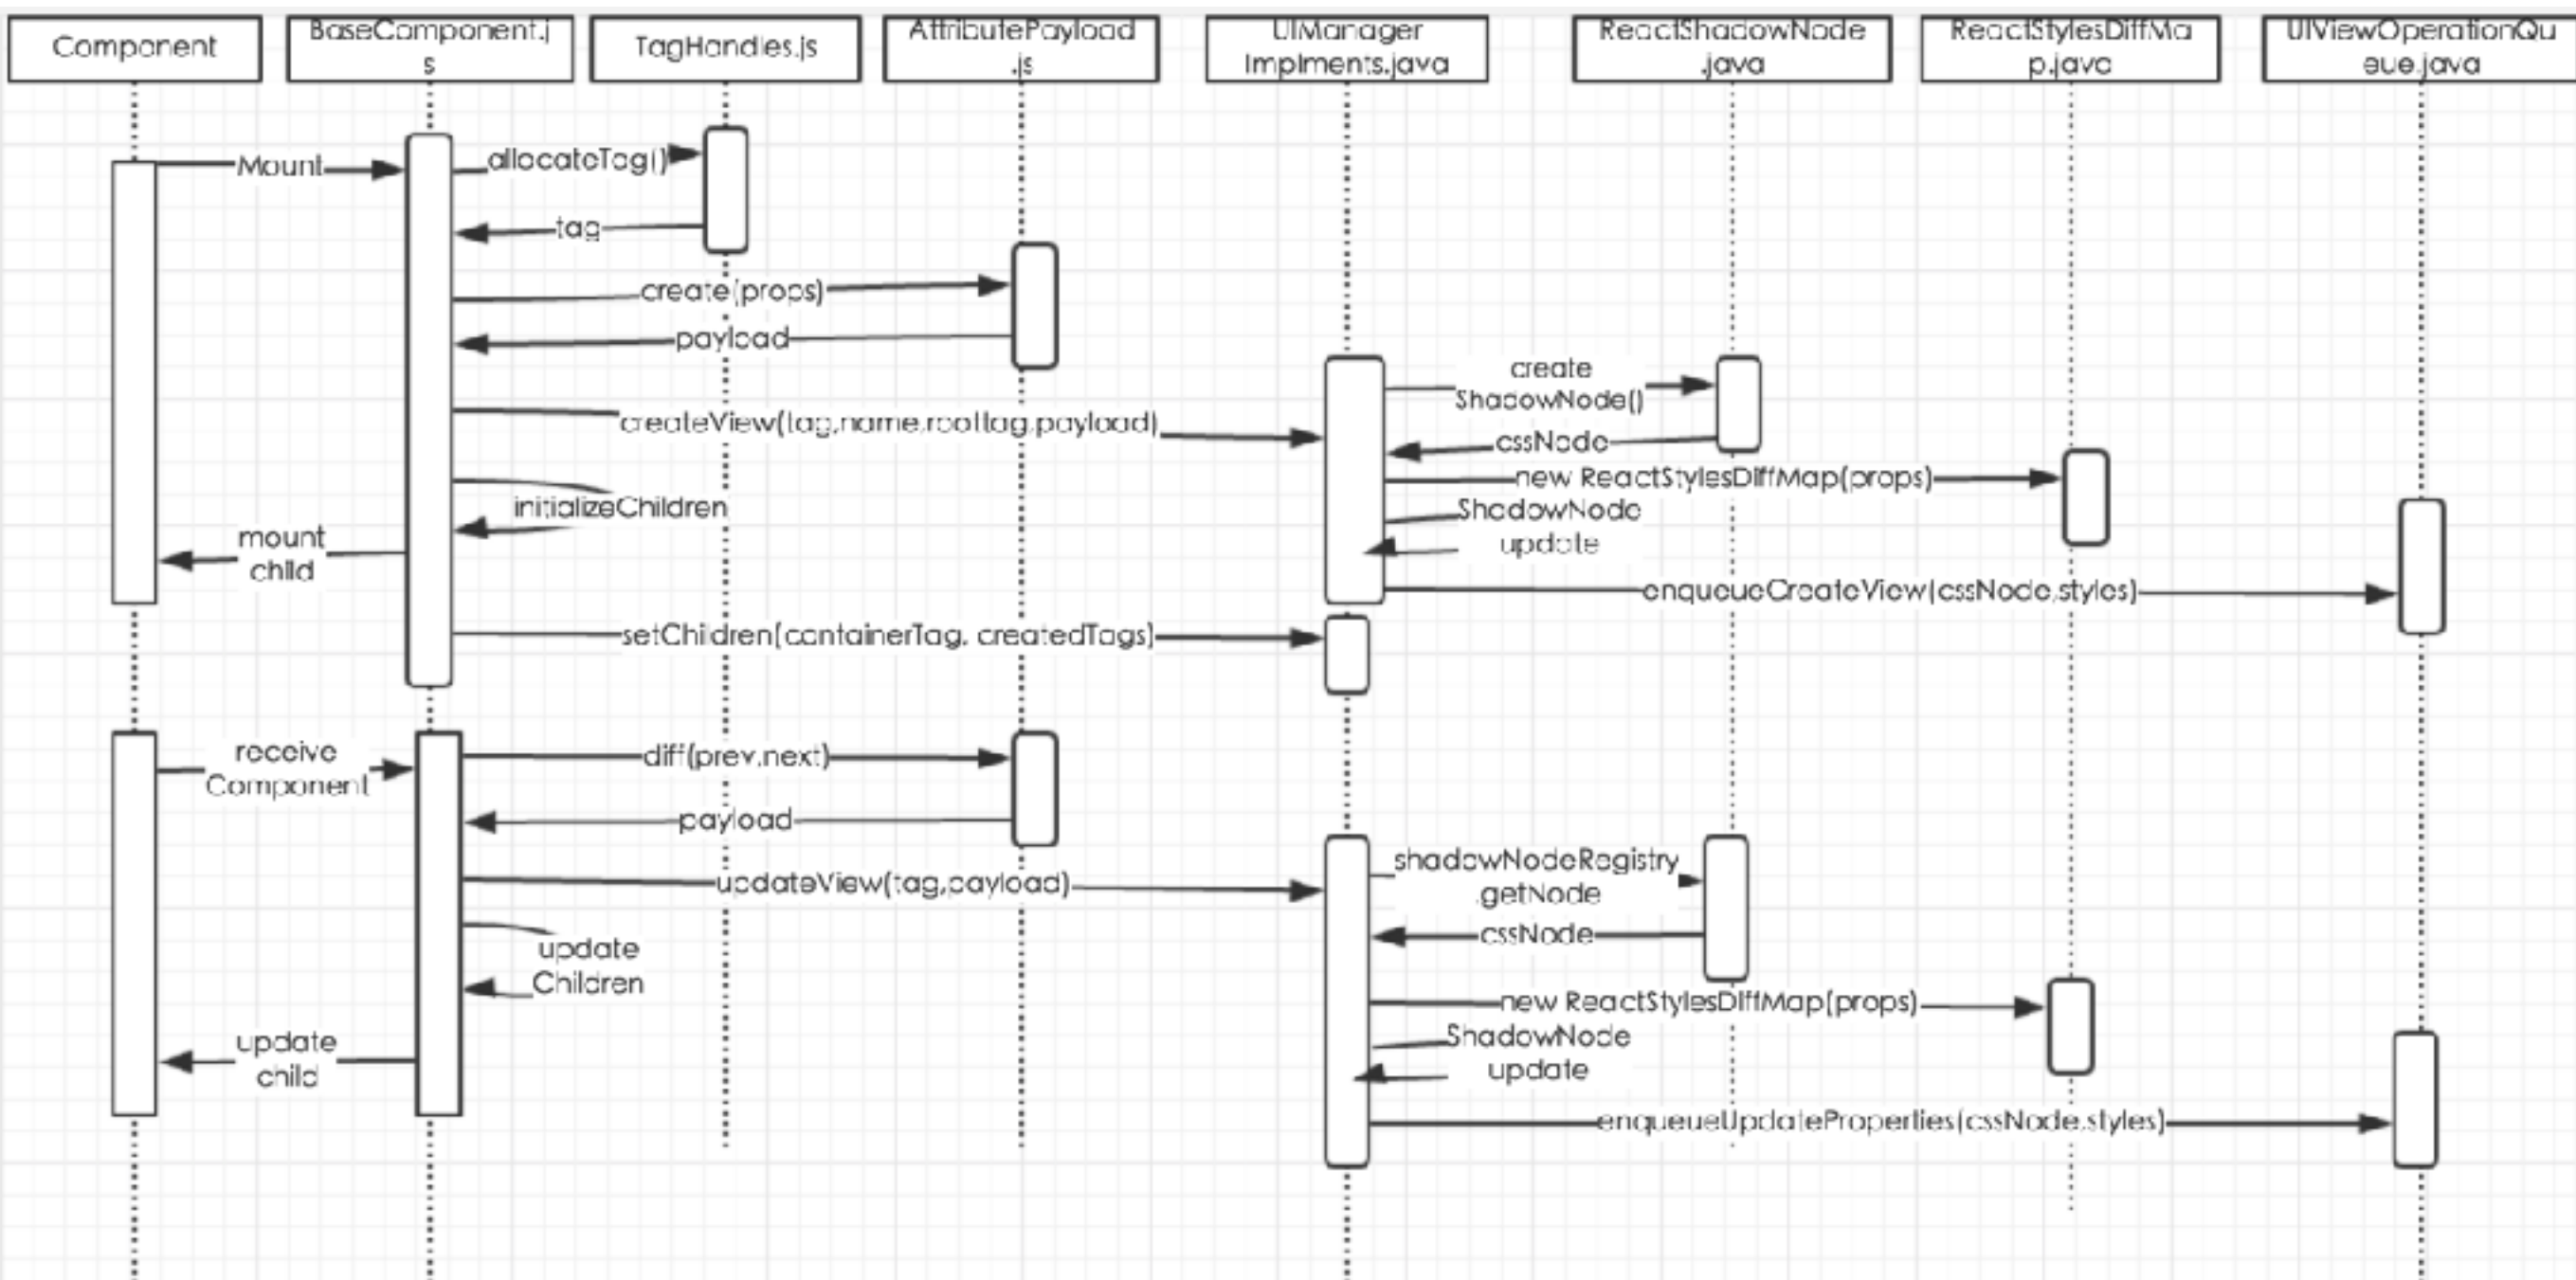 Component
BaseComponent.j
s
TagHandles.js
AttributePayload
.js
UIManager
Implments.java
ReactShadowNode
.java
ReactStylesDiffMa
p.java
UIViewOperationQu
eue.java
Mount
allocateTag()
tag
create(props)
payload
createView(tag,name,roottag,payload)
create
ShadowNode()
cssNode
new ReactStylesDiffMap(props)
initializeChildren
ShadowNode
update
mount
child
enqueueCreateView(cssNode,styles)
setChildren(containerTag, createdTags)
receive
Component
diff(prev,next)
payload
updateView(tag,payload)
shadowNodeRegistry
.getNode
cssNode
update
Children
new ReactStylesDiffMap(props)
ShadowNode
update
update
child
enqueueUpdateProperties(cssNode,styles)